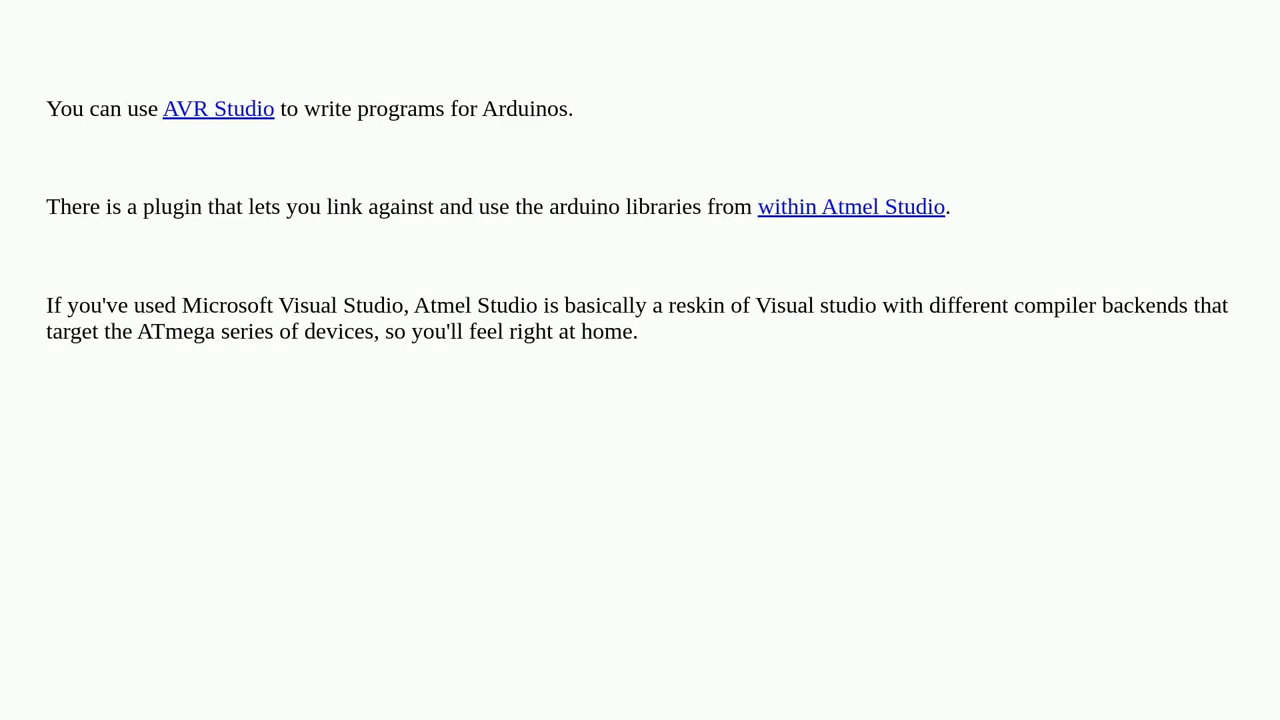 You can use AVR Studio to write programs for Arduinos.
There is a plugin that lets you link against and use the arduino libraries from within Atmel Studio.
If you've used Microsoft Visual Studio, Atmel Studio is basically a reskin of Visual studio with different compiler backends that
target the ATmega series of devices, so you'll feel right at home.